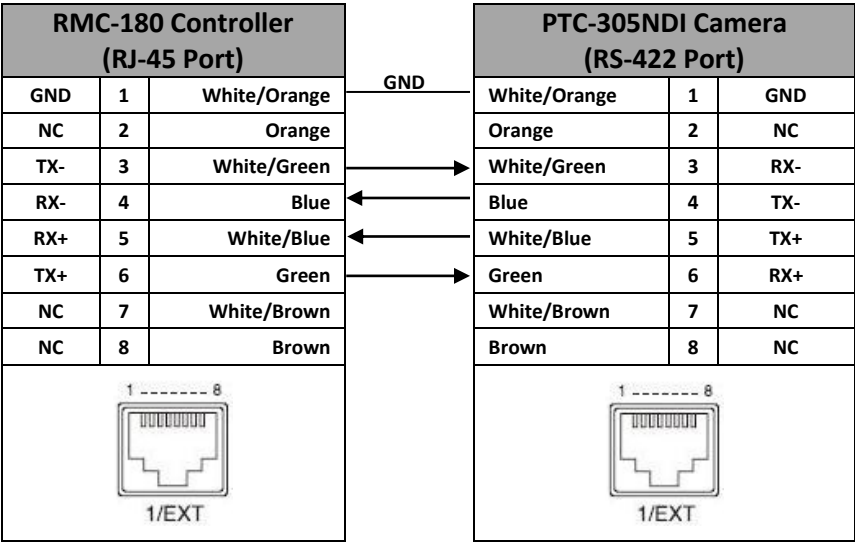 RMC-180 Controller
(RJ-45 Port)
GND 1 White/Orange
NC 2 Orange
TX- 3 White/Green
RX- 4 Blue
RX+ 5 White/Blue
TX+ 6 Green
NC 7 White/Brown
NC 8 Brown
1 ------- 8
1/EXT
GND
PTC-305NDI Camera
(RS-422 Port)
White/Orange 1 GND
Orange 2 NC
White/Green 3 RX-
Blue 4 TX-
White/Blue 5 TX+
Green 6 RX+
White/Brown 7 NC
Brown 8 NC
1 ------- 8
1/EXT